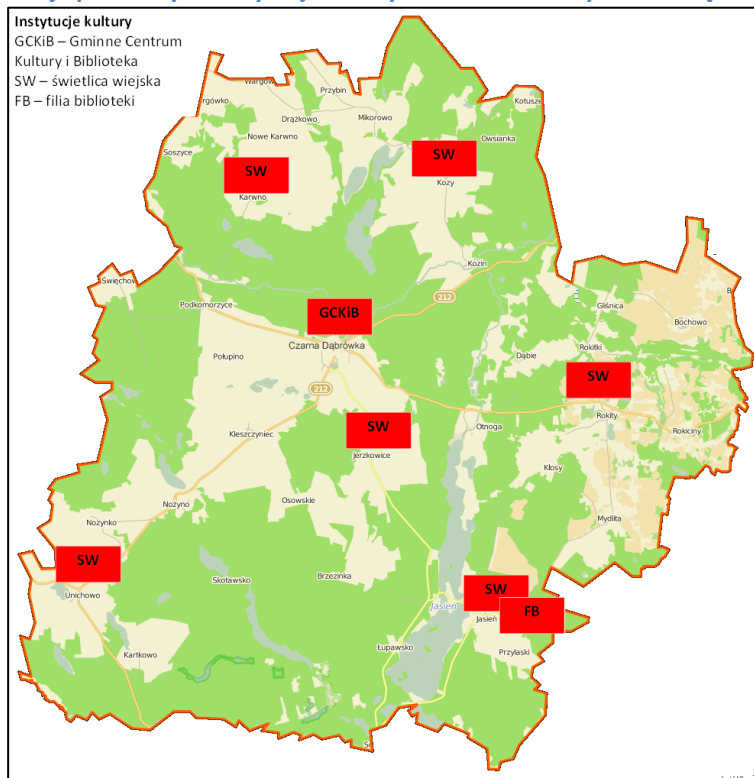 Instytucje kultury
GCKiB – Gminne Centrum
Kultury i Biblioteka
SW – świetlica wiejska
FB – filia biblioteki
Przybin
Kotusze
Drążkowo
Mikorowo
Nowe Karwno
Owsianka
Soszyce
SW
SW
Karwno
Kozy
Kozin
Święchowo
212
Podkomorzyce
GCKiB
Gliśnica
Bochowo
Czarna Dąbrówka
Rokitki
Połupino
Dąbie
SW
212
SW
Rokity
Kleszczyniec
Otnoga
Rokiciny
Jerzkowice
Kłosy
Osowskie
Nożyno
Mydlita
Nożynko
SW
Brzezinka
Skotawsko
SW
Unichowo
Jasień
FB
Jasień
Kartkowo
Łupawsko
Przylaski